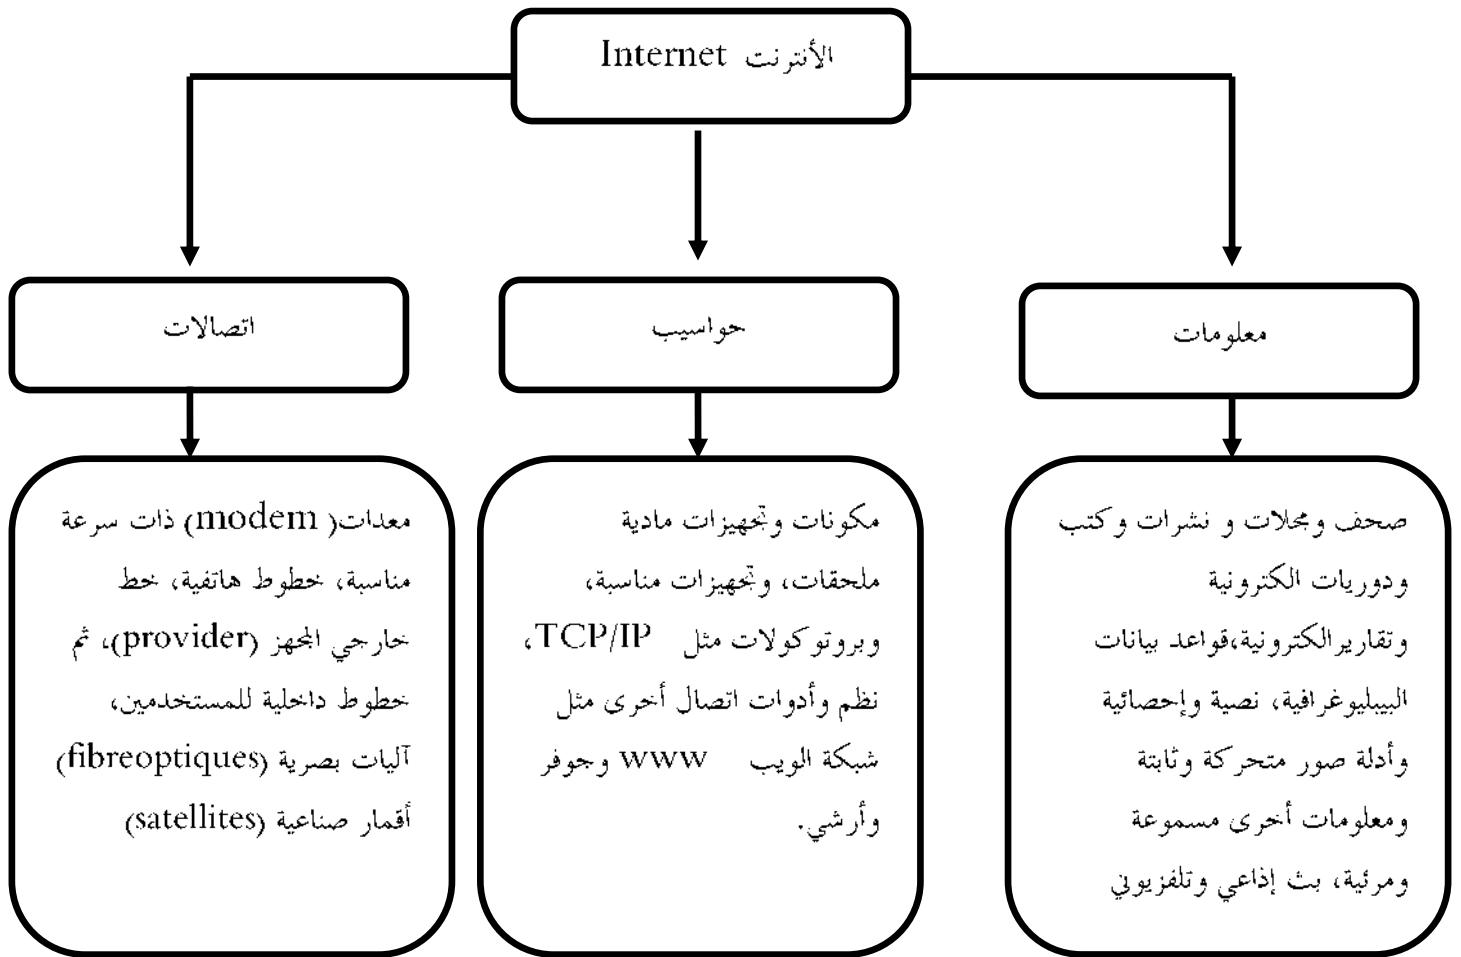 الأنترنت Internet
معلومات
حواسيب
اتصالات
صحف ومجلات و نشرات وكتب
ودوريات الكترونية
وتقاريرالكترونية،قواعد بيانات
البيبليوغرافية، نصية وإحصائية
وأدلة صور متحركة وثابتة
ومعلومات أخرى مسموعة
ومرئية، بث إذاعي وتلفزيوني
مكونات وتجهيزات مادية
ملحقات، وتجهيزات مناسبة،
وبروتوكولات مثل TCP/IP،
نظم وأدوات اتصال أخرى مثل
شبكة الويب www وجوفر
وأرشي.
معدات( modem) ذات سرعة
مناسبة، خطوط هاتفية، خط
خارجي المجهز (provider)، ثم
خطوط داخلية للمستخدمين،
آليات بصرية (fibreoptiques)
أقمار صناعية (satellites)